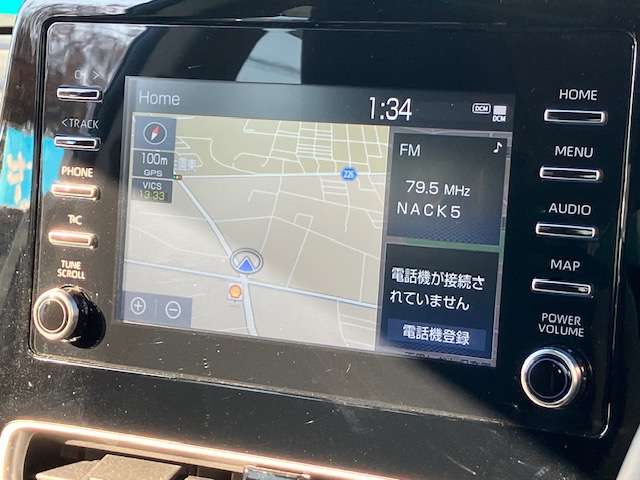 CH >
< TRACK
PHONE
T&C
TUNE
SCROLL
Home
1:34
DCM
DCM
100m
GPS
VICS
13:33
226
FM
79.5 MHz
NACK5
電話機が接続さ
れていません
電話機登録
HOME
MENU
AUDIO
MAP
POWER
VOLUME